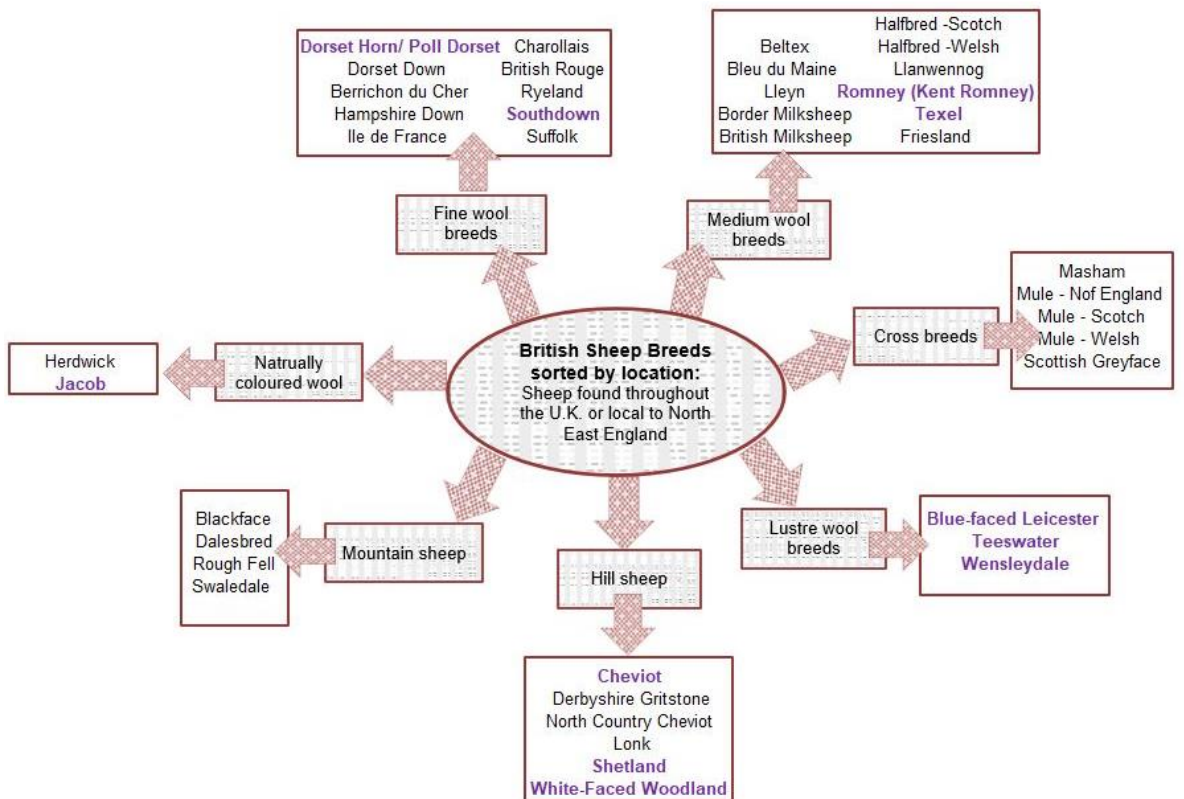 Dorset Horn/ Poll Dorset
Dorset Down
Berrichon du Cher
Hampshire Down
Ile de France
Charollais
British Rouge
Ryeland
Southdown
Suffolk
Beltex
Bleu du Maine
Lleyn
Border Milksheep
British Milksheep
Halfbred -Scotch
Halfbred -Welsh
Llanwennog
Romney (Kent Romney)
Texel
Friesland
Fine wool
breeds
Medium wool
breeds
Masham
Mule - Nof England
Mule - Scotch
Mule - Welsh
Scottish Greyface
Cross breeds
Herdwick
Jacob
Natrually
coloured wool
British Sheep Breeds
sorted by location:
Sheep found throughout
the U.K. or local to North
East England
Blackface
Dalesbred
Rough Fell
Swaledale
Mountain sheep
Hill sheep
Lustre wool
breeds
Blue-faced Leicester
Teeswater
Wensleydale
Cheviot
Derbyshire Gritstone
North Country Cheviot
Lonk
Shetland
White-Faced Woodland